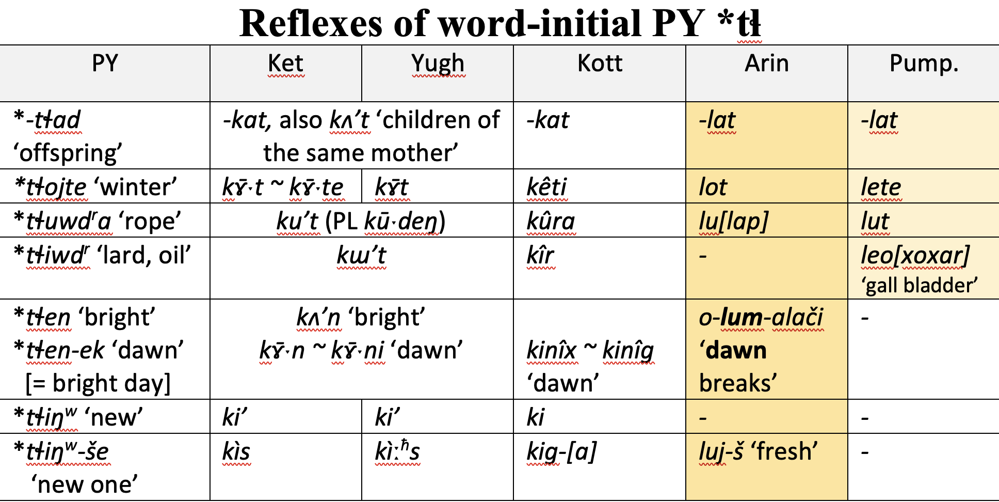 Reflexes of word-initial PY *tɬ
PY Ket Yugh Kott Arin Pump.
*-tɬad -kat, also kʌ’t ‘children of -kat -lat -lat
‘offspring’ the same mother’
*tɬojte ‘winter’ kɤ̄·t ~ kɤ̄·te kɤ̄t kêti lot lete
*tɬuwdʳa ‘rope’ ku’t (PL kū·deŋ) kûra lu[lap] lut
*tɬiwdʳ ‘lard, oil’ kɯ’t kîr - leo[xoxar]
‘gall bladder’
*tɬen ‘bright’ kʌ’n ‘bright’ o-lum-alači -
*tɬen-ek ‘dawn’ kɤ̄·n ~ kɤ̄·ni ‘dawn’ kinîx ~ kinîg ‘dawn
[= bright day] ‘dawn’ breaks’
*tɬiŋʷ ‘new’ ki’ ki’ ki - -
*tɬiŋʷ-še kìs kìːʱs kig-[a] luj-š ‘fresh’ -
‘new one’